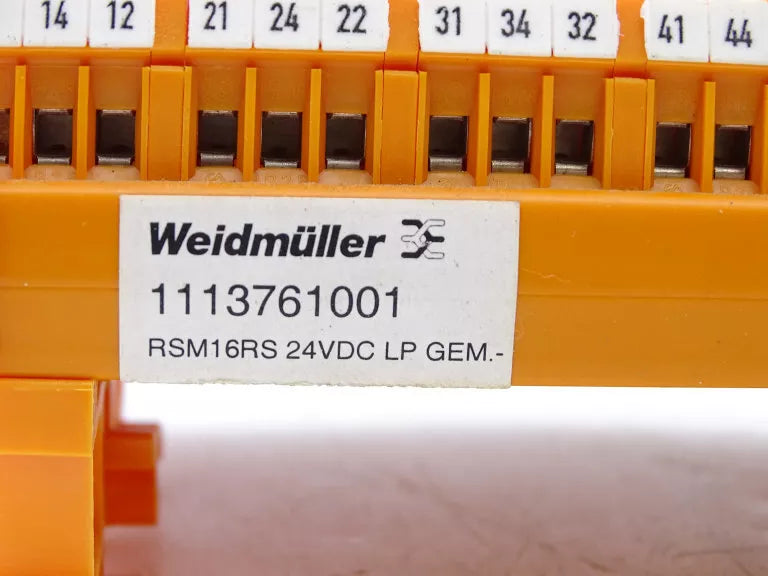 14 12 21 24 22 31 34 32 41 44
Weidmüller
1113761001
RSM16RS 24VDC LP GEM.-